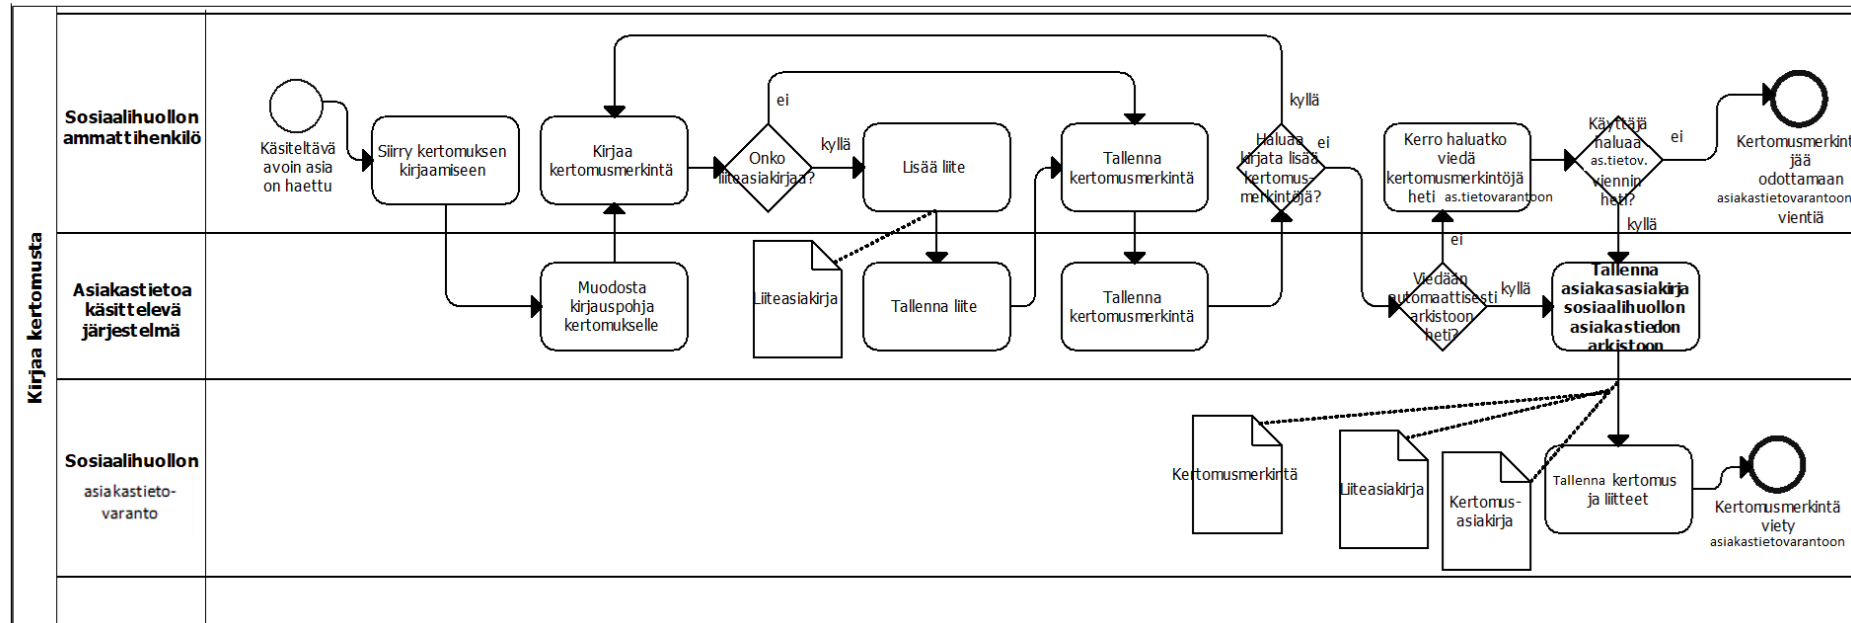 Kirjaa kertomusta
Sosiaalihuollon
ammattihenkilö
Käsiteltävä
avoin asia
on haettu
Siirry kertomuksen
kirjaamiseen
Kirjaa
kertomusmerkintä
ei
Onko
liiteasiakirjaa?
kyllä
Lisää liite
Tallenna
kertomusmerkintä
kyllä
Haluaa
kirjata lisää
kertomus-
merkintöjä?
ei
Kerro haluatko
viedä
kertomusmerkintöjä
heti as.tietovarantoon
Käyttäjä
haluaa
as.tietov.
viennin
heti?
ei
kyllä
Kertomusmerkint
jää
odottamaan
asiakastietovarantoon
vientiä
Asiakastietoa
käsittelevä
järjestelmä
Muodosta
kirjauspohja
kertomukselle
Liiteasiakirja
Tallenna liite
Tallenna
kertomusmerkintä
ei
Viedään
automaattisesti
arkistoon
heti?
kyllä
Tallenna
asiakasasiakirja
sosiaalihuollon
asiakastiedon
arkistoon
Sosiaalihuollon
asiakastieto-
varanto
Kertomusmerkintä
Liiteasiakirja
Kertomus-
asiakirja
Tallenna kertomus
ja liitteet
Kertomusmerkintä
viety
asiakastietovarantoon